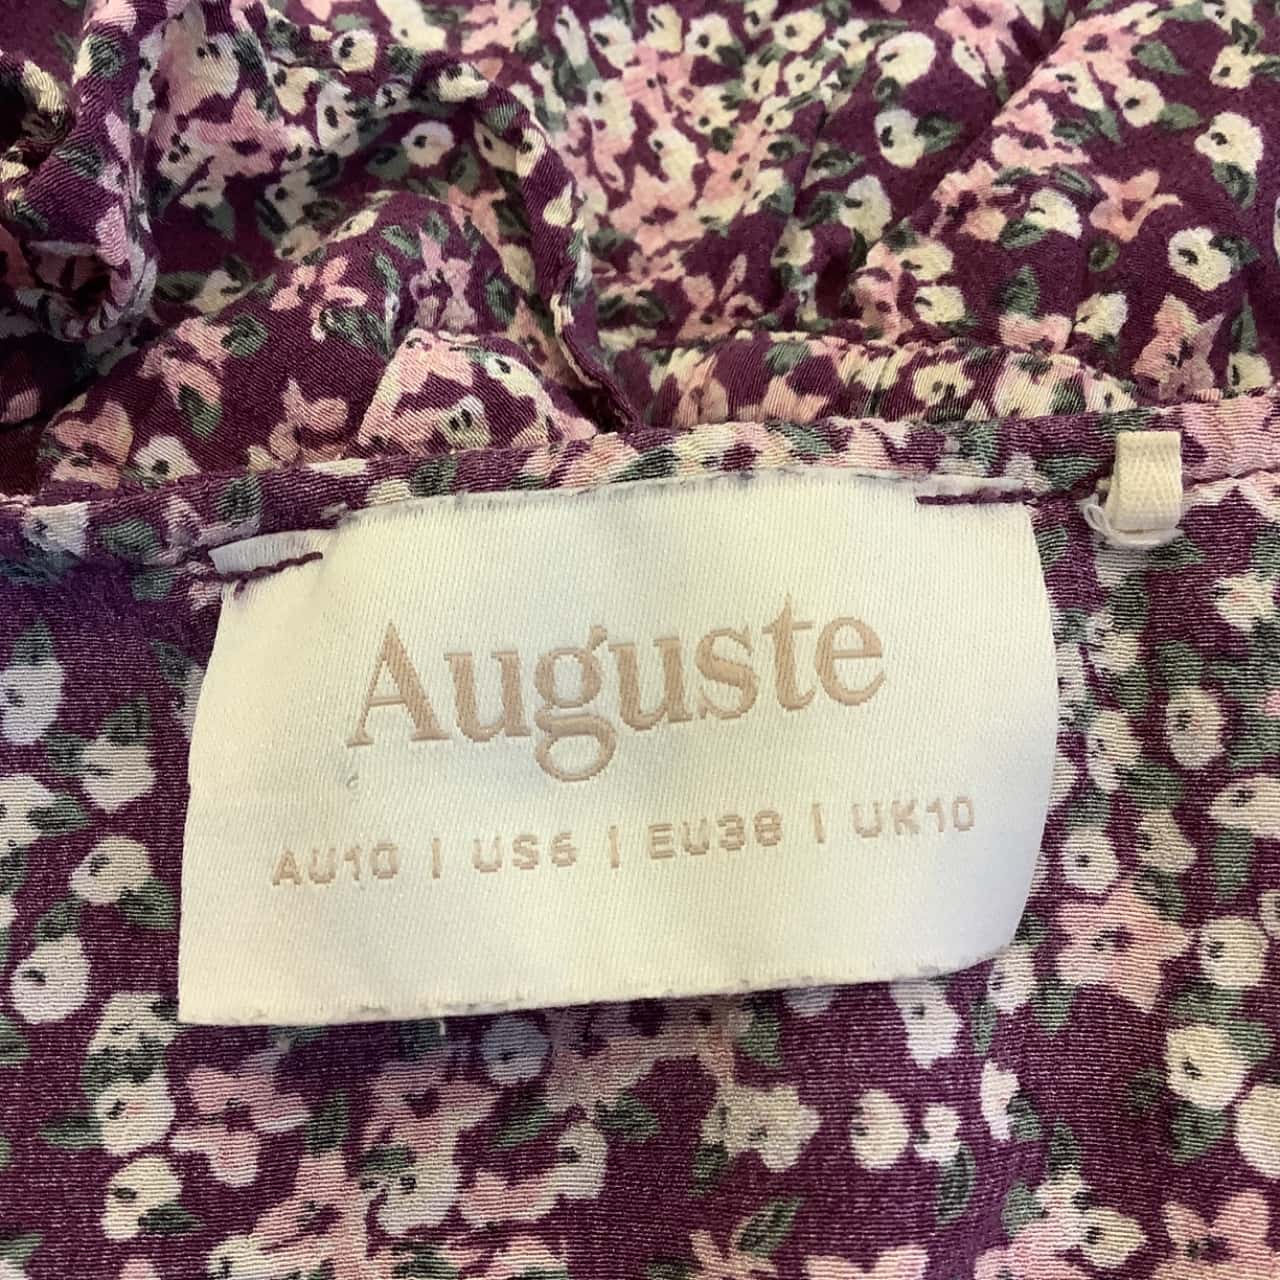 Auguste
AU10 | US6 | EU38 | UK10